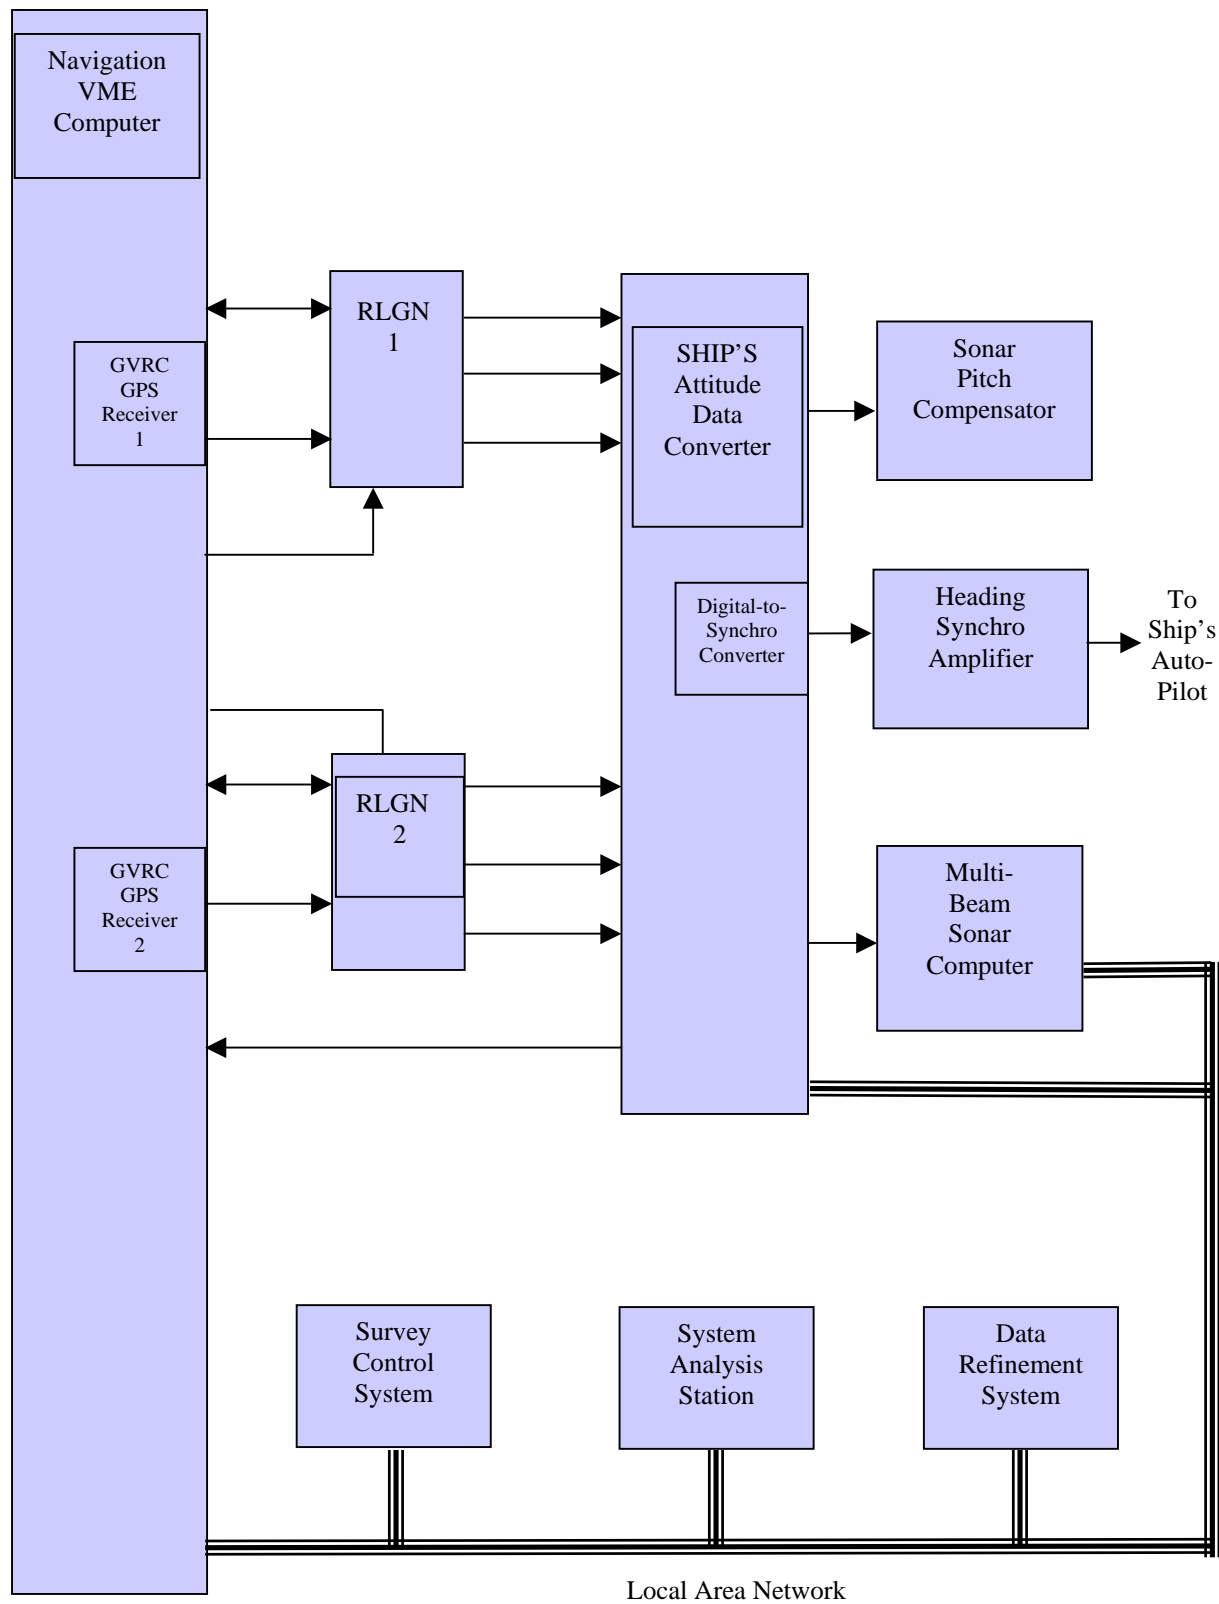 Navigation
VME
Computer
RLGN
1
GVRC
GPS
Receiver
1
SHIP'S
Attitude
Data
Converter
Sonar
Pitch
Compensator
Digital-to-
Synchro
Converter
Heading
Synchro
Amplifier
To
Ship's
Auto-
Pilot
RLGN
2
GVRC
GPS
Receiver
2
Multi-
Beam
Sonar
Computer
Survey
Control
System
System
Analysis
Station
Data
Refinement
System
Local Area Network